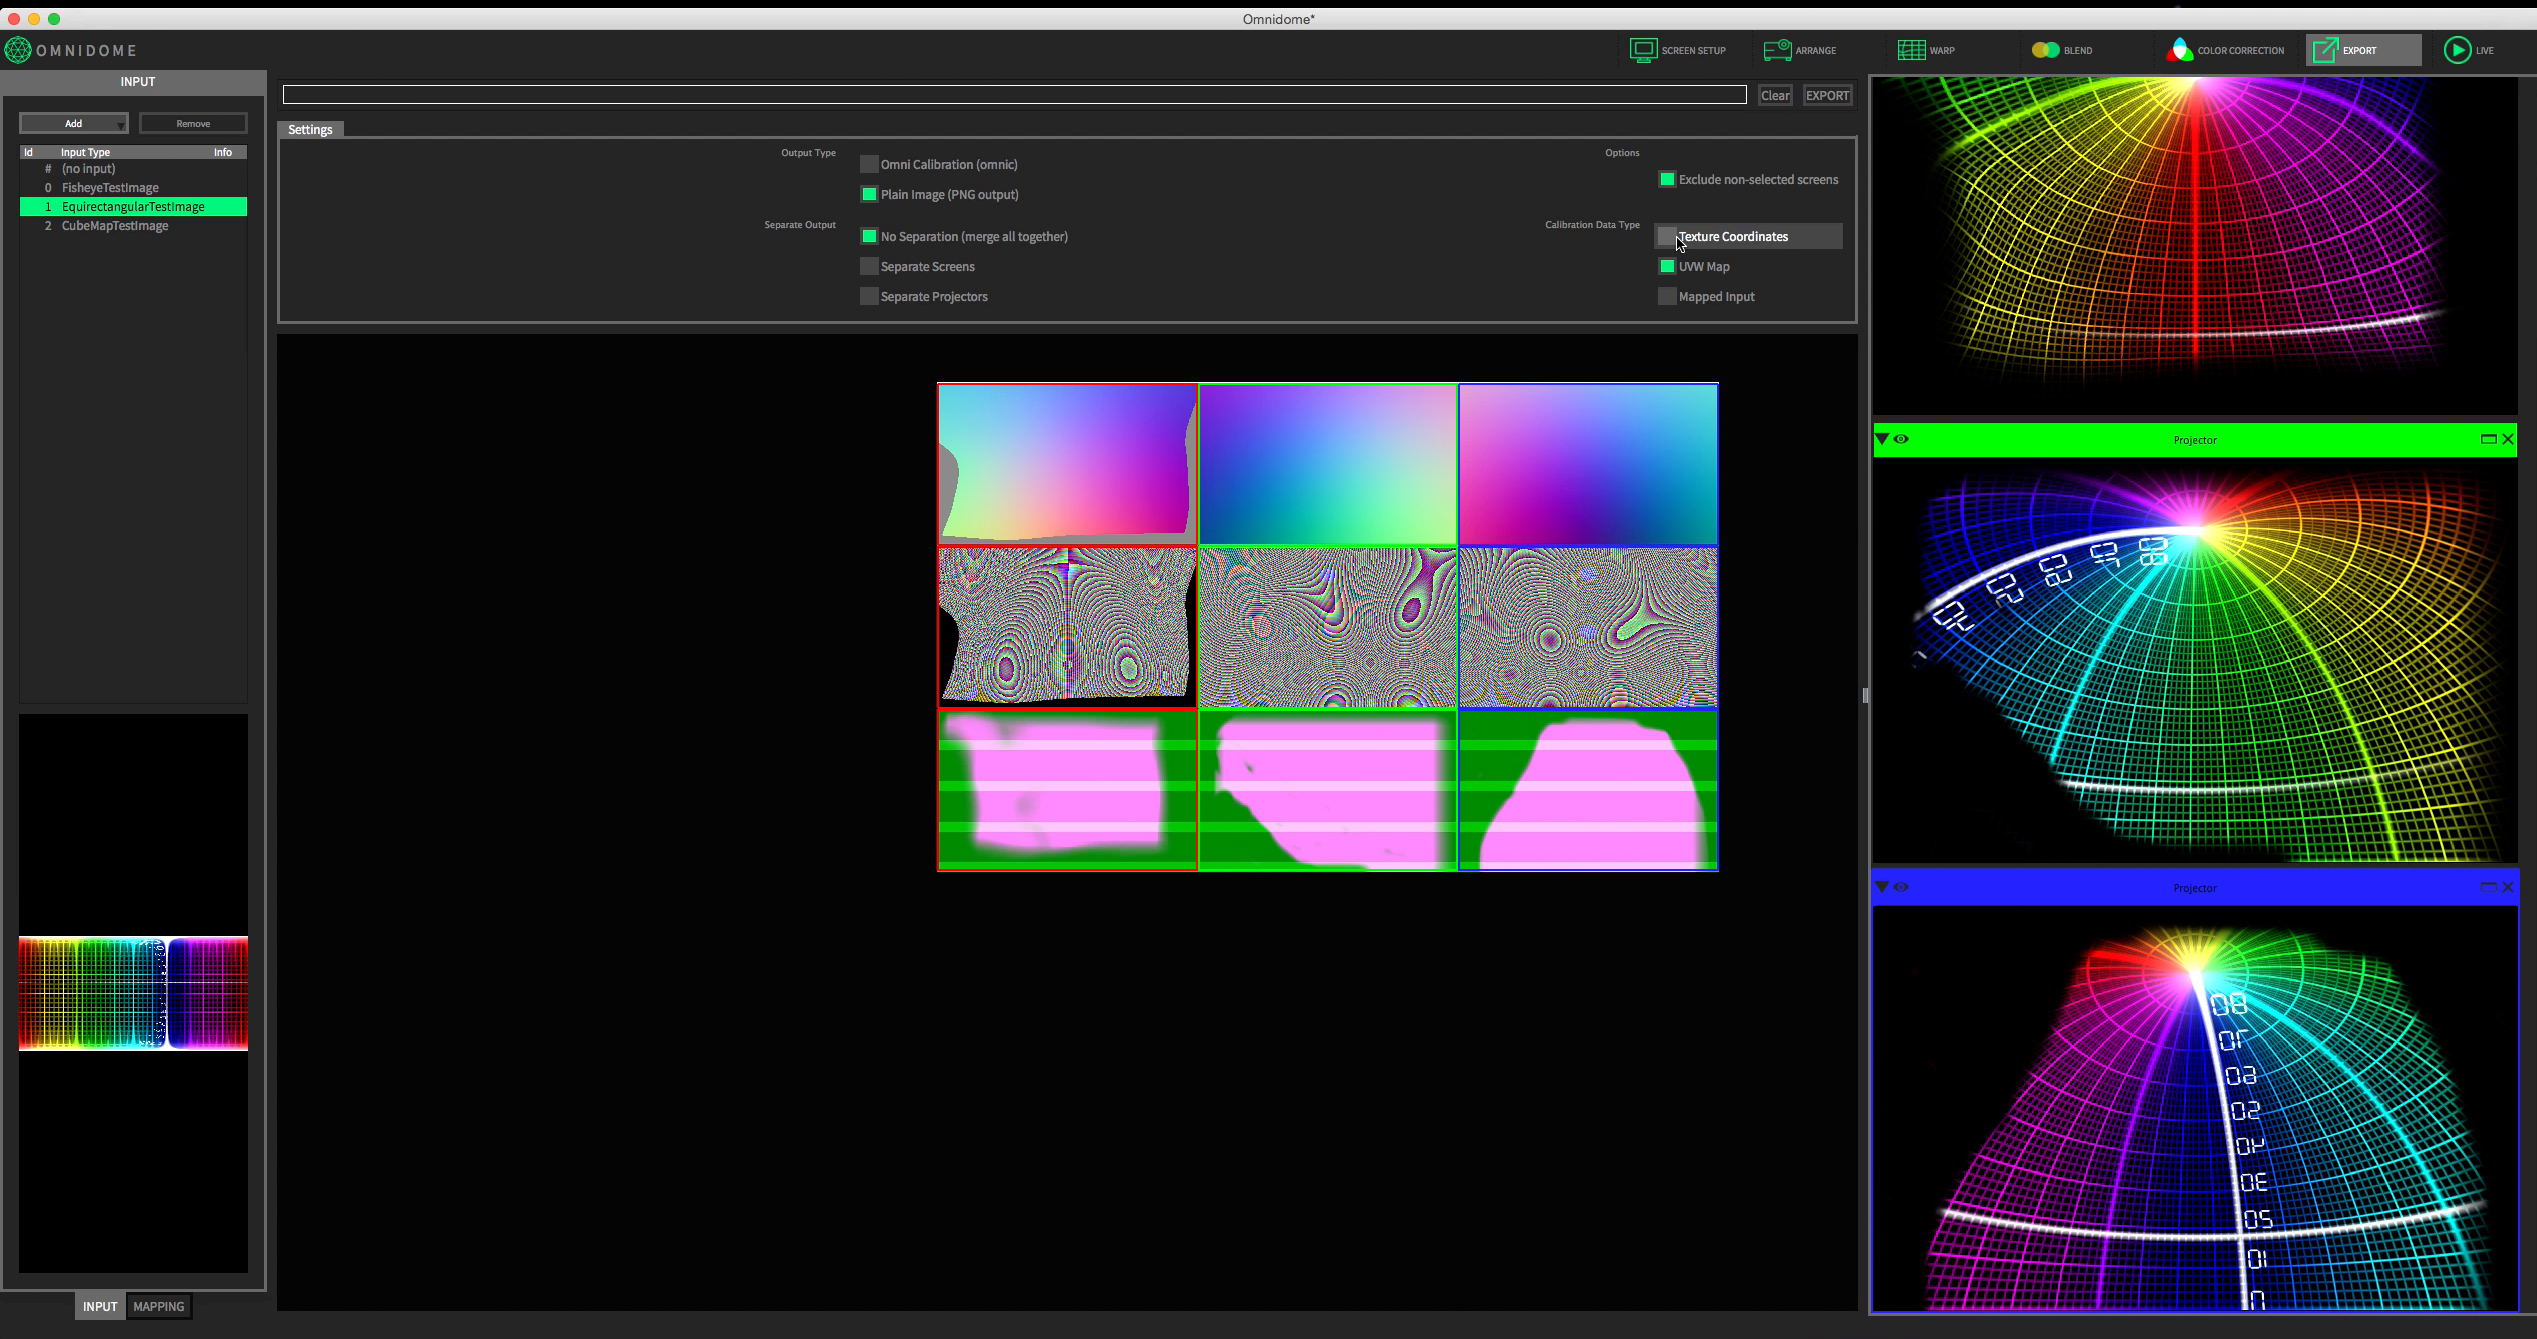 Omnidome*
OMNIDOME
SCREEN SETUP
ARRANGE
WARP
BLEND
COLOR CORRECTION
EXPORT
LIVE
INPUT
Add
Remove
Id Input Type Info
# (no input)
0 FisheyeTestImage
1 EquirectangularTestImage
2 CubeMapTestImage
Clear
EXPORT
Settings
Output Type
Omni Calibration (omnic)
Plain Image (PNG output)
Separate Output
No Separation (merge all together)
Separate Screens
Separate Projectors
Options
Exclude non-selected screens
Calibration Data Type
Texture Coordinates
UVW Map
Mapped Input
Projector
Projector
INPUT
MAPPING